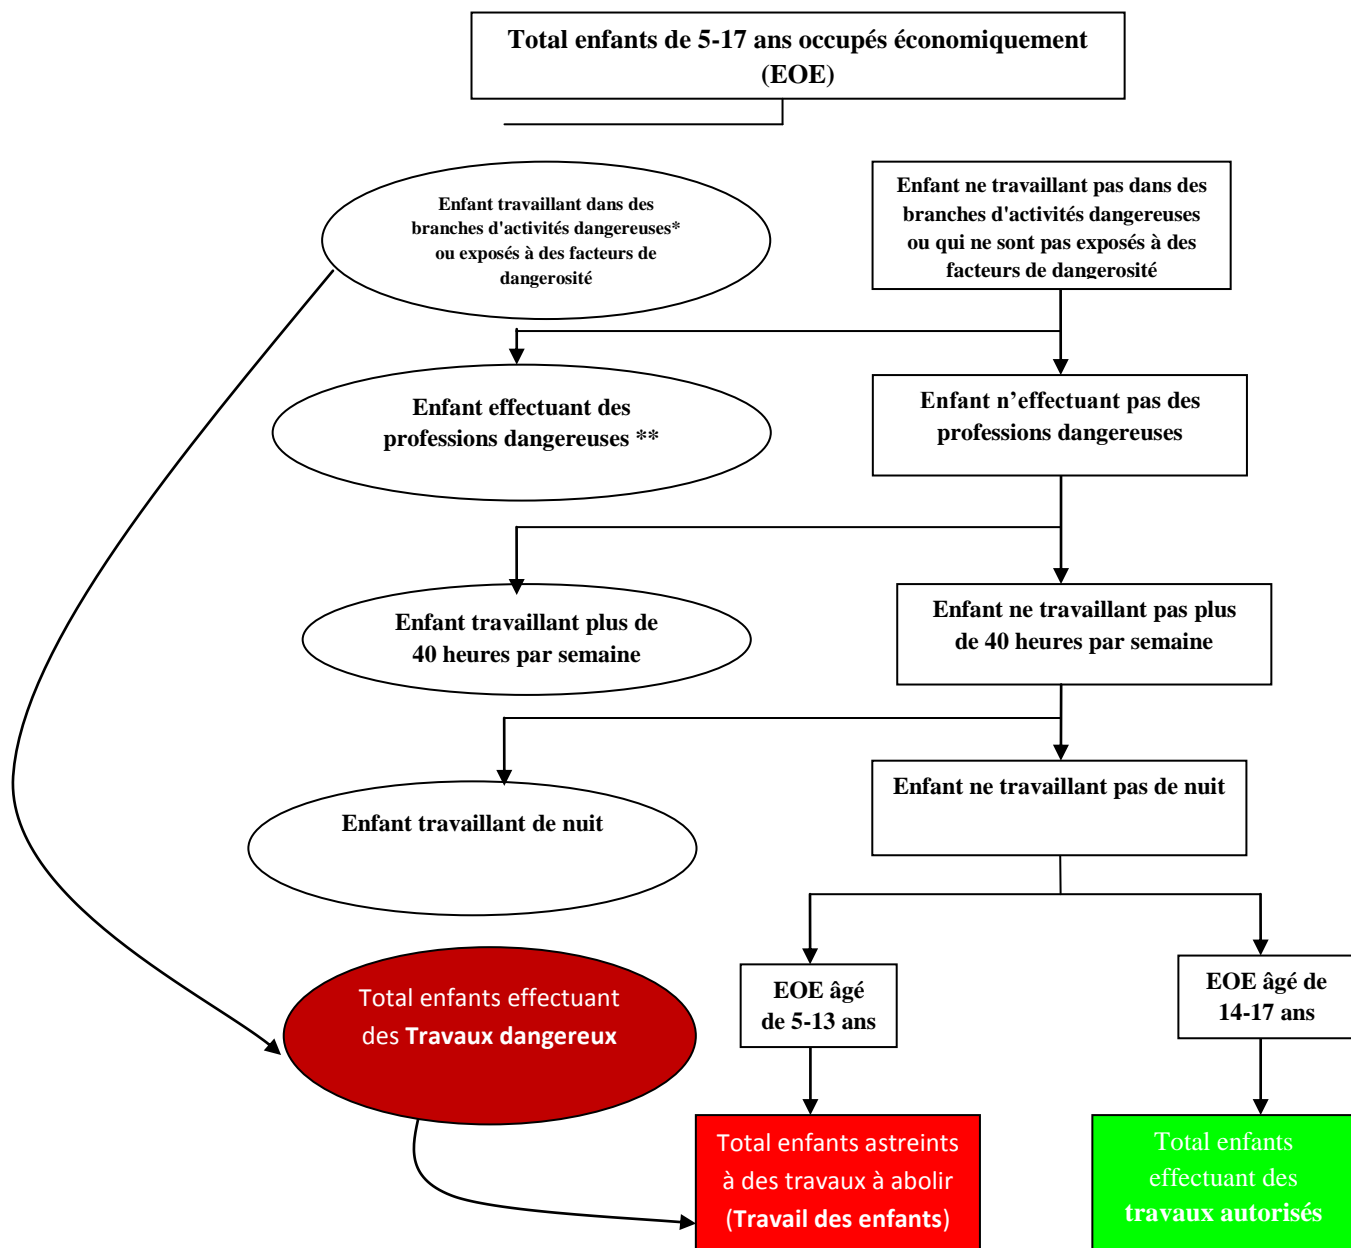 Total enfants de 5-17 ans occupés économiquement
(EOE)
Enfant travaillant dans des
branches d'activités dangereuses*
ou exposés à des facteurs de
dangerosité
Enfant ne travaillant pas dans des
branches d'activités dangereuses
ou qui ne sont pas exposés à des
facteurs de dangerosité
Enfant effectuant des
professions dangereuses **
Enfant n’effectuant pas des
professions dangereuses
Enfant travaillant plus de
40 heures par semaine
Enfant ne travaillant pas plus
de 40 heures par semaine
Enfant travaillant de nuit
Enfant ne travaillant pas de nuit
Total enfants effectuant
des Travaux dangereux
EOE âgé
de 5-13 ans
EOE âgé de
14-17 ans
Total enfants astreints
à des travaux à abolir
(Travail des enfants)
Total enfants
effectuant des
travaux autorisés